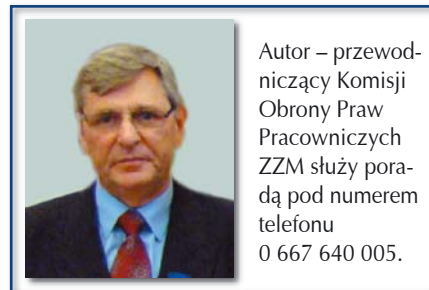 Autor – przewod-
niczący Komisji
Obrony Praw
Pracowniczych
ZZM służy pora-
dą pod numerem
telefonu
0 667 640 005.